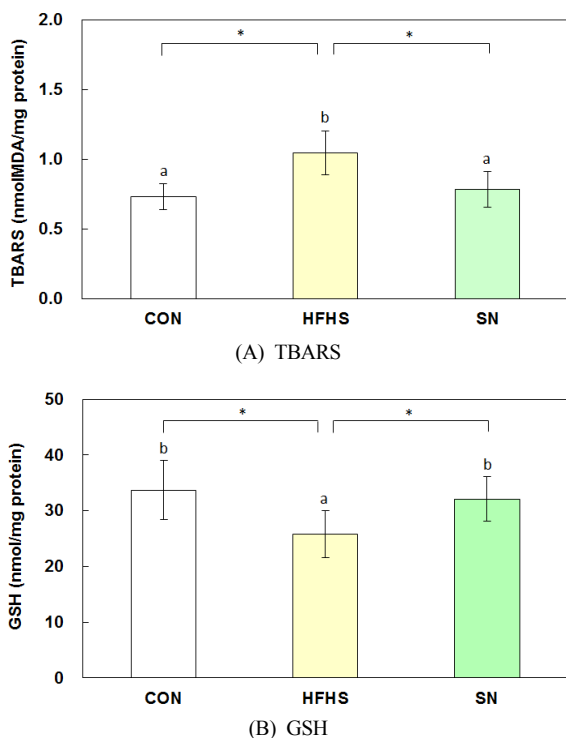 TBARS (nmolMDA/mg protein)
2.0
1.5
1.0
0.5
0.0
*
*
a
b
a
CON
HFHS
SN
(A) TBARS
GSH (nmol/mg protein)
50
40
30
20
10
0
*
*
b
a
b
CON
HFHS
SN
(B) GSH